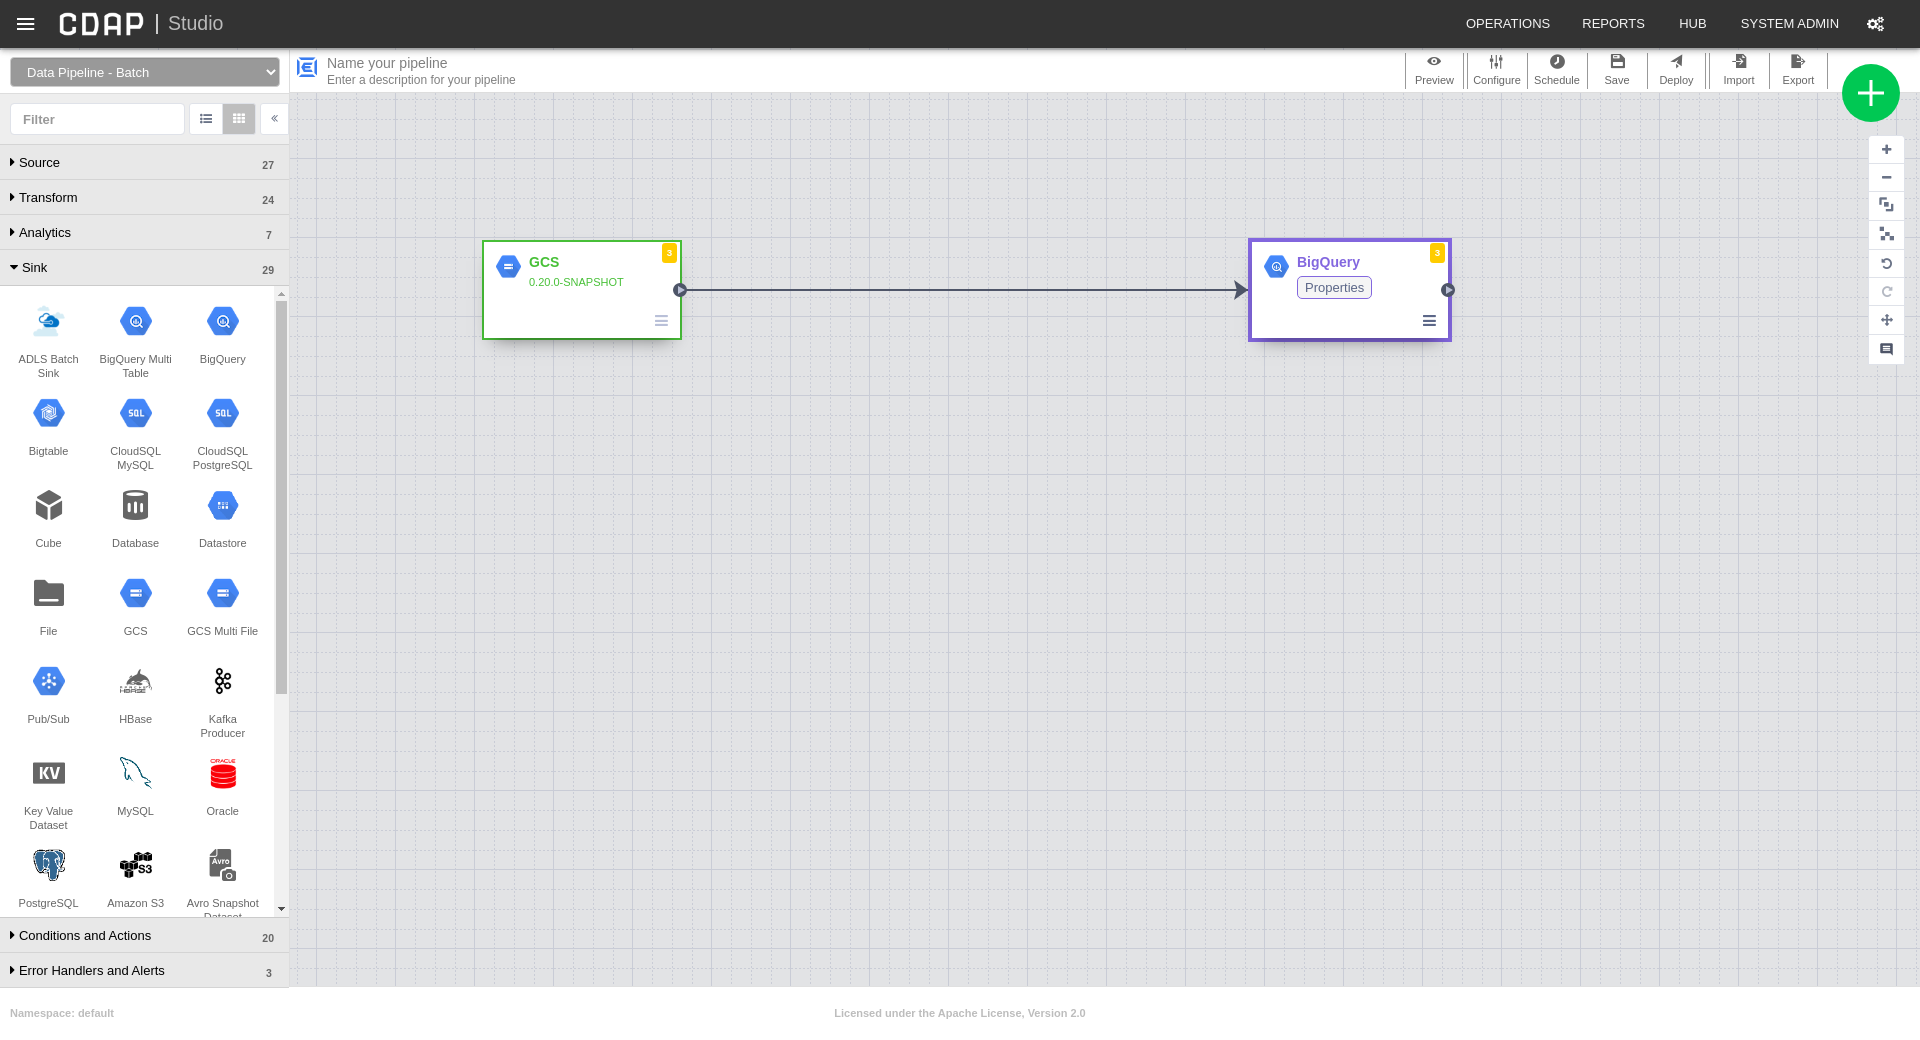 CDAP | Studio
OPERATIONS REPORTS HUB SYSTEM ADMIN
Data Pipeline - Batch
Name your pipeline
Enter a description for your pipeline
Preview Configure Schedule Save Deploy Import Export
Filter
Source 27
Transform 24
Analytics 7
Sink 29
ADLS Batch
Sink
BigQuery Multi
Table
BigQuery
SQL
SQL
Bigtable
CloudSQL
MySQL
CloudSQL
PostgreSQL
Cube
Database
Datastore
File
GCS
GCS Multi File
HBASE
Pub/Sub
HBase
Kafka
Producer
KV
ORACLE
Key Value
Dataset
MySQL
Oracle
S3
Avro
PostgreSQL
Amazon S3
Avro Snapshot
Dataset
Conditions and Actions 20
Error Handlers and Alerts 3
GCS 3
0.20.0-SNAPSHOT
BigQuery 3
Properties
Namespace: default
Licensed under the Apache License, Version 2.0